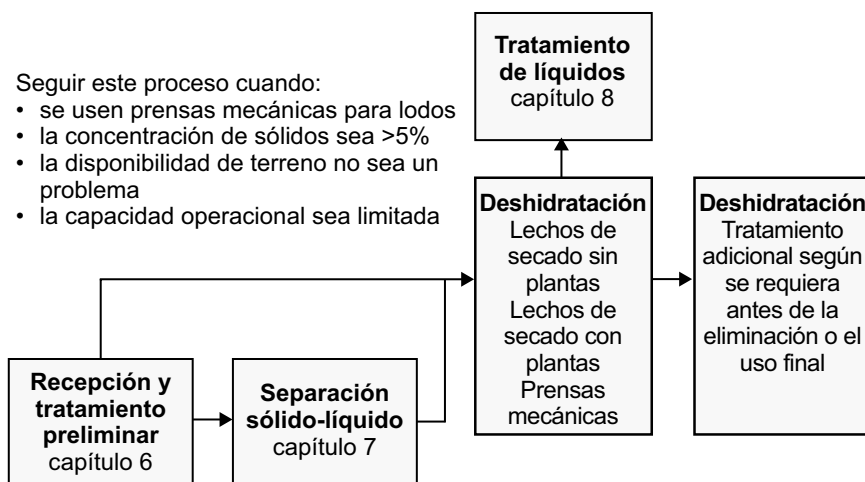 Seguir este proceso cuando:
• se usen prensas mecánicas para lodos
• la concentración de sólidos sea >5%
• la disponibilidad de terreno no sea un
problema
• la capacidad operacional sea limitada
Tratamiento
de líquidos
capítulo 8
Recepción y
tratamiento
preliminar
capítulo 6
Separación
sólido-líquido
capítulo 7
Deshidratación
Lechos de
secado sin
plantas
Lechos de
secado con
plantas
Prensas
mecánicas
Deshidratación
Tratamiento
adicional según
se requiera
antes de la
eliminación o el
uso final